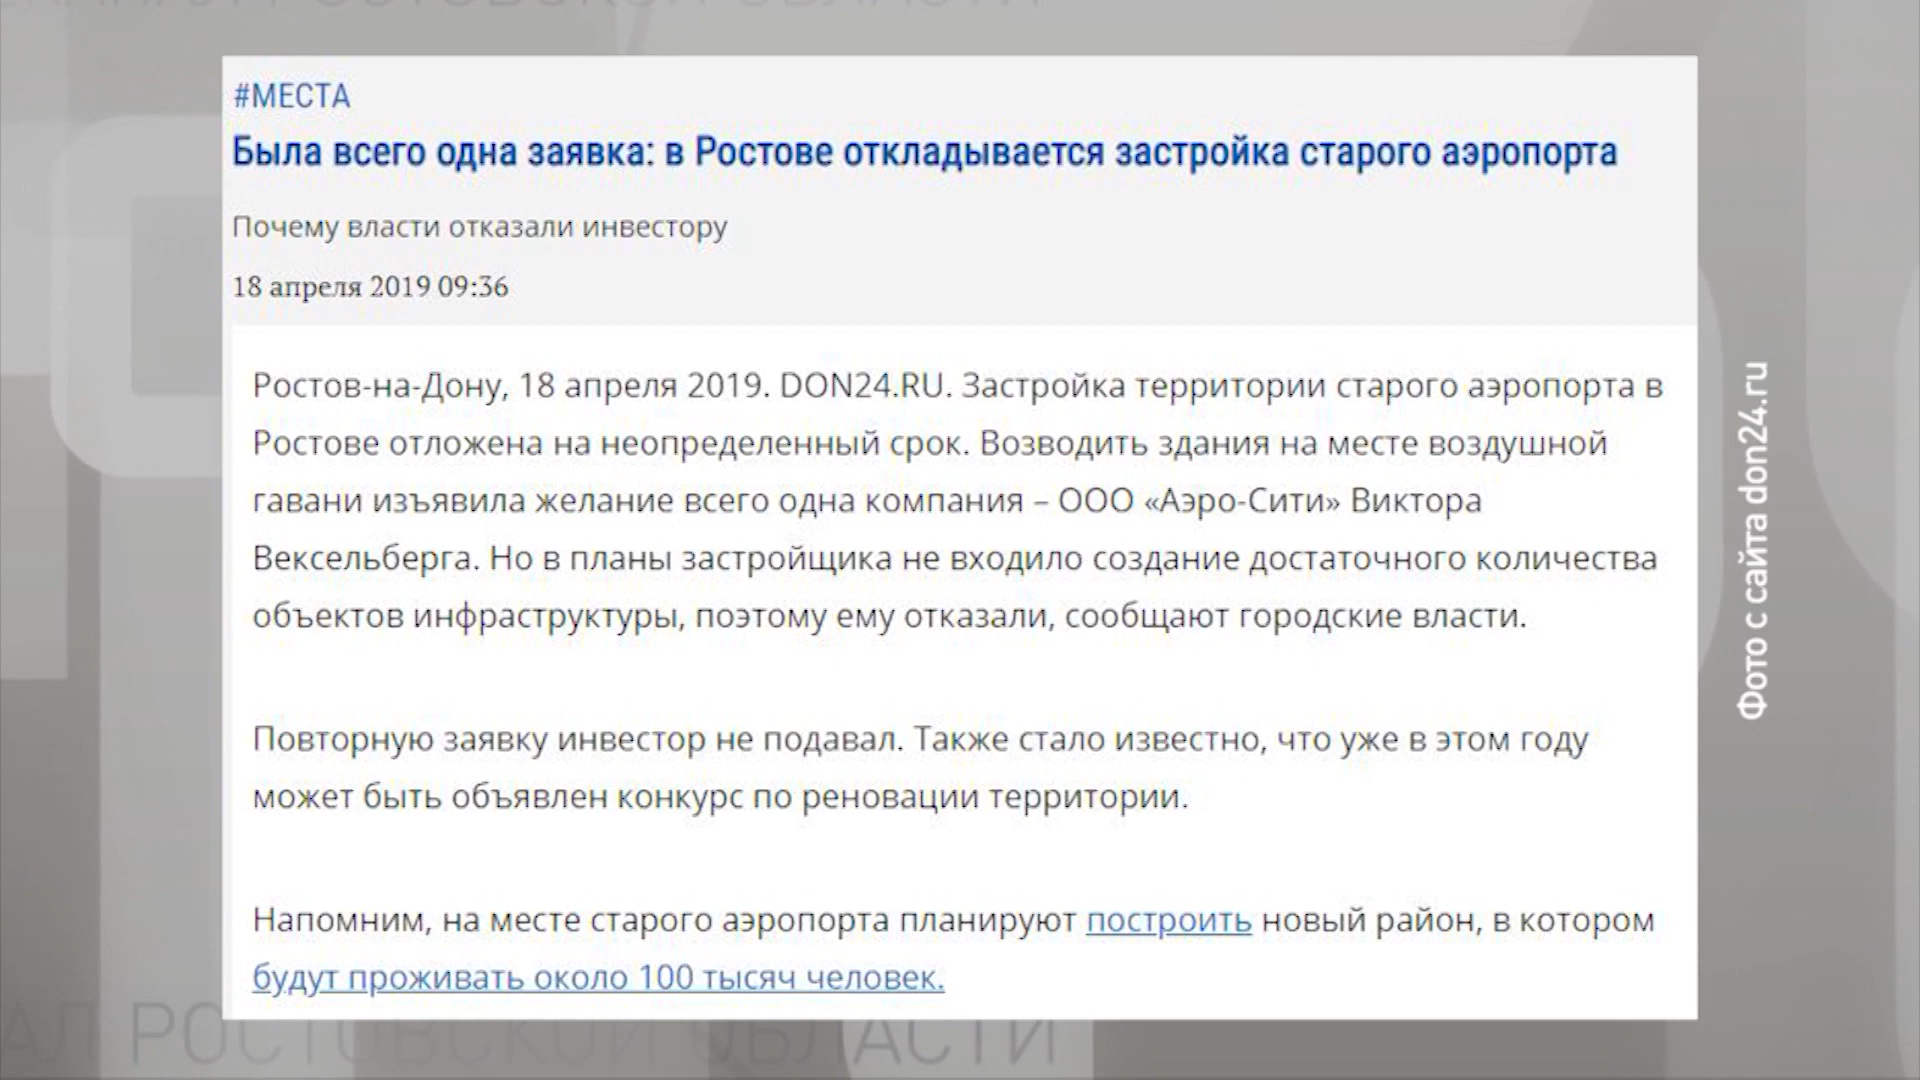 #МЕСТА
Была всего одна заявка: в Ростове откладывается застройка старого аэропорта
Почему власти отказали инвестору
18 апреля 2019 09:36
Ростов-на-Дону, 18 апреля 2019. DON24.RU. Застройка территории старого аэропорта в
Ростове отложена на неопределенный срок. Возводить здания на месте воздушной
гавани изъявила желание всего одна компания – ООО «Аэро-Сити» Виктора
Вексельберга. Но в планы застройщика не входило создание достаточного количества
объектов инфраструктуры, поэтому ему отказали, сообщают городские власти.
Повторную заявку инвестор не подавал. Также стало известно, что уже в этом году
может быть объявлен конкурс по реновации территории.
Напомним, на месте старого аэропорта планируют построить новый район, в котором
будут проживать около 100 тысяч человек.
Фото с сайта don24.ru
АЛ РОСТОВСКОЙ ОБЛАСТИ